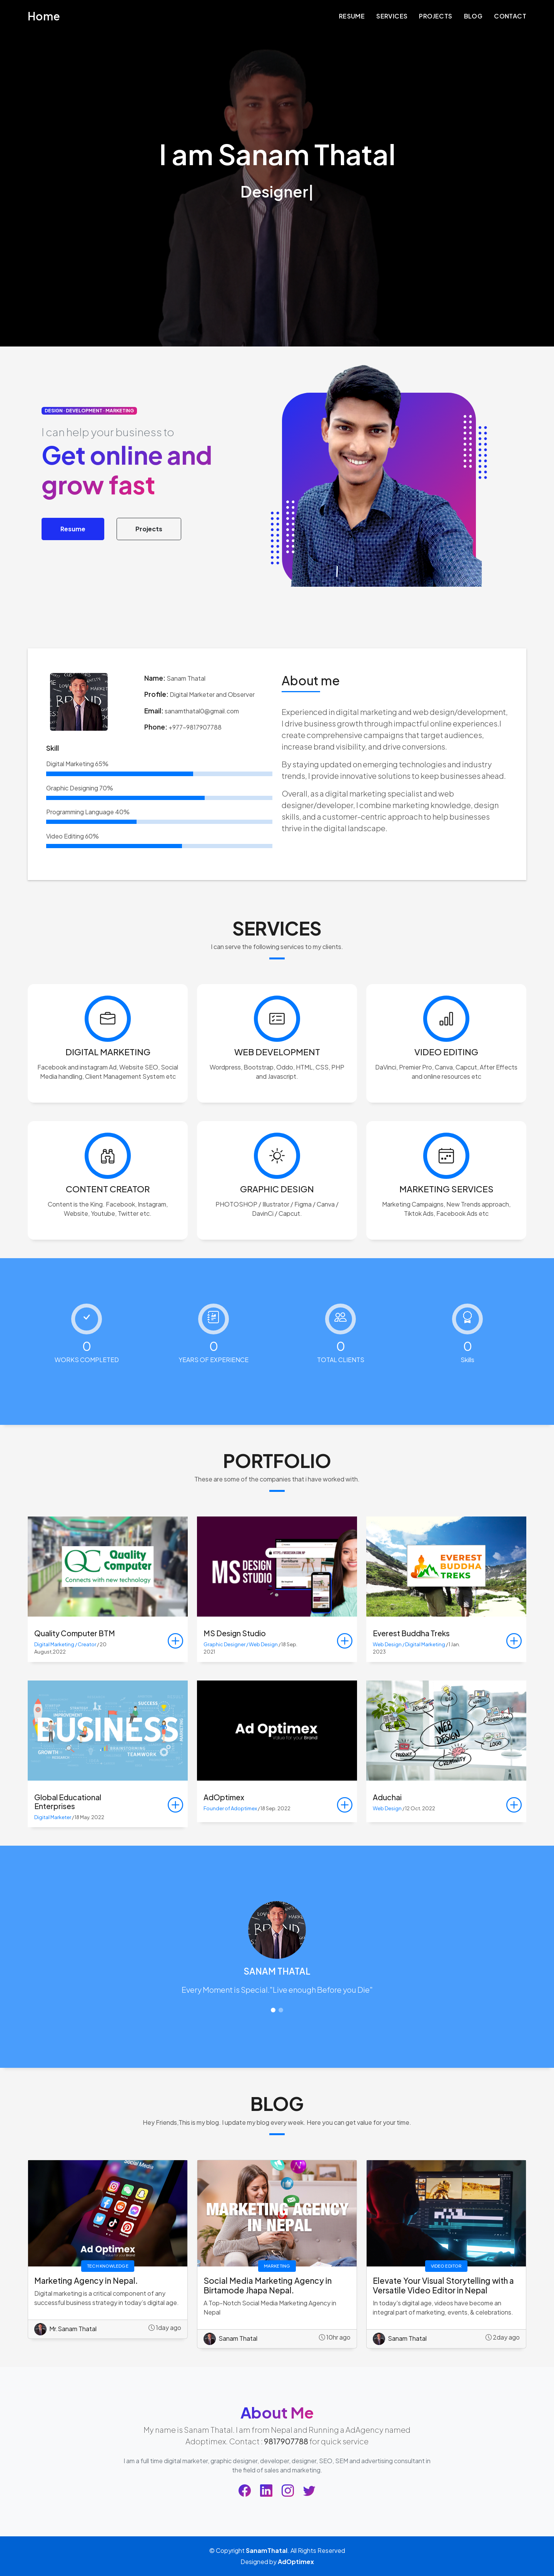 Home
RESUME SERVICES PROJECTS BLOG CONTACT
I am Sanam Thatal
Designer|
DESIGN · DEVELOPMENT · MARKETING
I can help your business to
Get online and
grow fast
Resume
Projects
Name: Sanam Thatal
Profile: Digital Marketer and Observer
Email: sanamthatal0@gmail.com
Phone: +977-9817907788
Skill
Digital Marketing 65%
Graphic Designing 70%
Programming Language 40%
Video Editing 60%
About me
Experienced in digital marketing and web design/development,
I drive business growth through impactful online experiences.I
create comprehensive campaigns that target audiences,
increase brand visibility, and drive conversions.
By staying updated on emerging technologies and industry
trends, I provide innovative solutions to keep businesses ahead.
Overall, as a digital marketing specialist and web
designer/developer, I combine marketing knowledge, design
skills, and a customer-centric approach to help businesses
thrive in the digital landscape.
SERVICES
I can serve the following services to my clients.
DIGITAL MARKETING
Facebook and instagram Ad, Website SEO, Social
Media handling, Client Management System etc
WEB DEVELOPMENT
Wordpress, Bootstrap, Oddo, HTML, CSS, PHP
and Javascript.
VIDEO EDITING
DaVinci, Premier Pro, Canva, Capcut, After Effects
and online resources etc
CONTENT CREATOR
Content is the King. Facebook, Instagram,
Website, Youtube, Twitter etc.
GRAPHIC DESIGN
PHOTOSHOP / Illustrator / Figma / Canva /
DavinCi / Capcut.
MARKETING SERVICES
Marketing Campaigns, New Trends approach,
Tiktok Ads, Facebook Ads etc
0
WORKS COMPLETED
0
YEARS OF EXPERIENCE
0
TOTAL CLIENTS
0
Skills
PORTFOLIO
These are some of the companies that i have worked with.
QC Quality
Computer
Connects with new technology
MS DESIGN
STUDIO
EVEREST
BUDDHA
TREKS
Quality Computer BTM
Digital Marketing / Creator / 20
August,2022
MS Design Studio
Graphic Designer / Web Design / 18 Sep.
2021
Everest Buddha Treks
Web Design / Digital Marketing / 1 Jan.
2023
IMPROVEMENT
SUCCESS
BUSINESS
GROWTH
BRAINSTORMING
TEAMWORK
Ad Optimex
Value for your Brand
WEB
DESIGN
LOGO
PRODUCT
CREATIVITY
Global Educational
Enterprises
Digital Marketer / 18 May. 2022
AdOptimex
Founder of Adoptimex / 18 Sep. 2022
Aduchai
Web Design / 12 Oct. 2022
SANAM THATAL
Every Moment is Special."Live enough Before you Die"
BLOG
Hey Friends,This is my blog. I update my blog every week. Here you can get value for your time.
Social Media
Ad Optimex
TECH KNOWLEDGE
Marketing Agency in Nepal.
Digital marketing is a critical component of any
successful business strategy in today's digital age.
Mr.Sanam Thatal
1day ago
MARKETING AGENCY
IN NEPAL
MARKETING
Social Media Marketing Agency in
Birtamode Jhapa Nepal.
A Top-Notch Social Media Marketing Agency in
Nepal
Sanam Thatal
10hr ago
VIDEO EDITOR
Elevate Your Visual Storytelling with a
Versatile Video Editor in Nepal
In today's digital age, videos have become an
integral part of marketing, events, & celebrations.
Sanam Thatal
2day ago
About Me
My name is Sanam Thatal. I am from Nepal and Running a AdAgency named
Adoptimex. Contact : 9817907788 for quick service
I am a full time digital marketer, graphic designer, developer, designer, SEO, SEM and advertising consultant in
the field of sales and marketing.
© Copyright SanamThatal. All Rights Reserved
Designed by AdOptimex